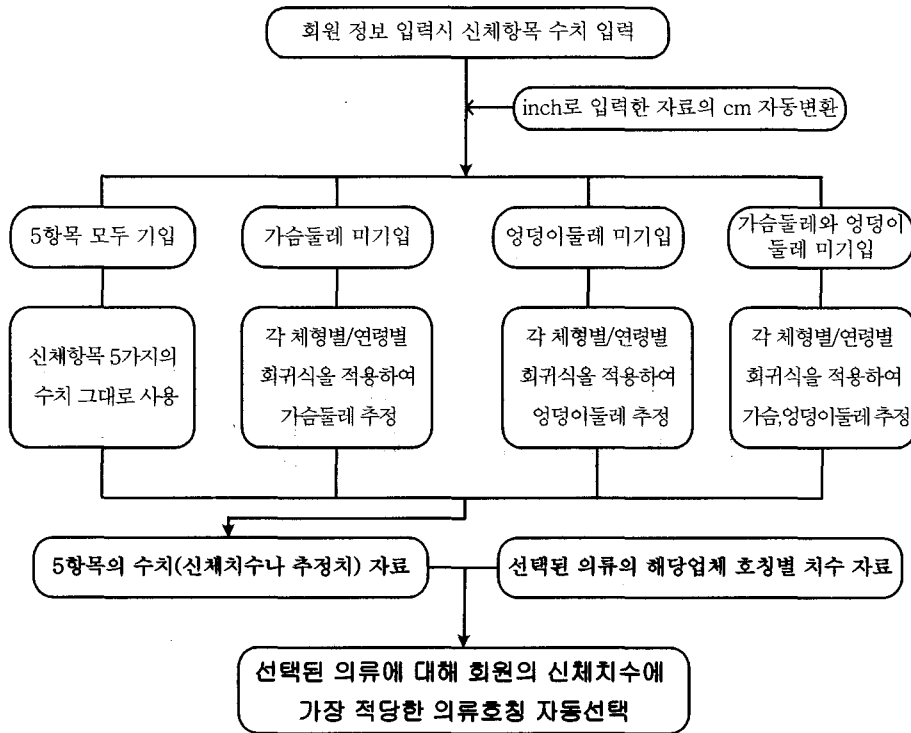 회원 정보 입력시 신체항목 수치 입력
inch로 입력한 자료의 cm 자동변환
5항목 모두 기입
가슴둘레 미기입
엉덩이둘레 미기입
가슴둘레와 엉덩이
둘레 미기입
신체항목 5가지의
수치 그대로 사용
각 체형별/연령별
회귀식을 적용하여
가슴둘레 추정
각 체형별/연령별
회귀식을 적용하여
엉덩이둘레 추정
각 체형별/연령별
회귀식을 적용하여
가슴,엉덩이둘레 추정
5항목의 수치(신체치수나 추정치) 자료
선택된 의류의 해당업체 호칭별 치수 자료
선택된 의류에 대해 회원의 신체치수에
가장 적당한 의류호칭 자동선택